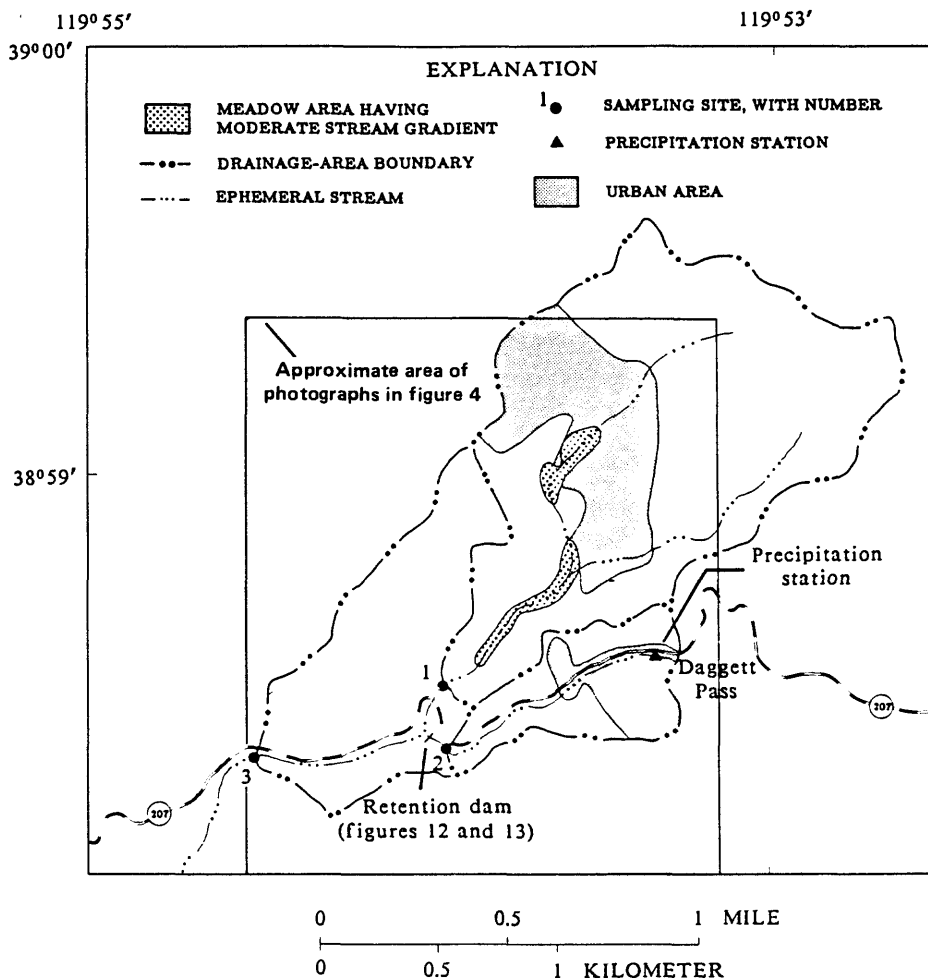 119° 55′
119° 53′
39° 00′
EXPLANATION
MEADOW AREA HAVING
MODERATE STREAM GRADIENT
DRAINAGE-AREA BOUNDARY
EPHEMERAL STREAM
1
SAMPLING SITE, WITH NUMBER
PRECIPITATION STATION
URBAN AREA
Approximate area of
photographs in figure 4
38° 59′
Precipitation
station
Daggett
Pass
1
2
3
207
207
Retention dam
(figures 12 and 13)
0 0.5 1 MILE
0 0.5 1 KILOMETER